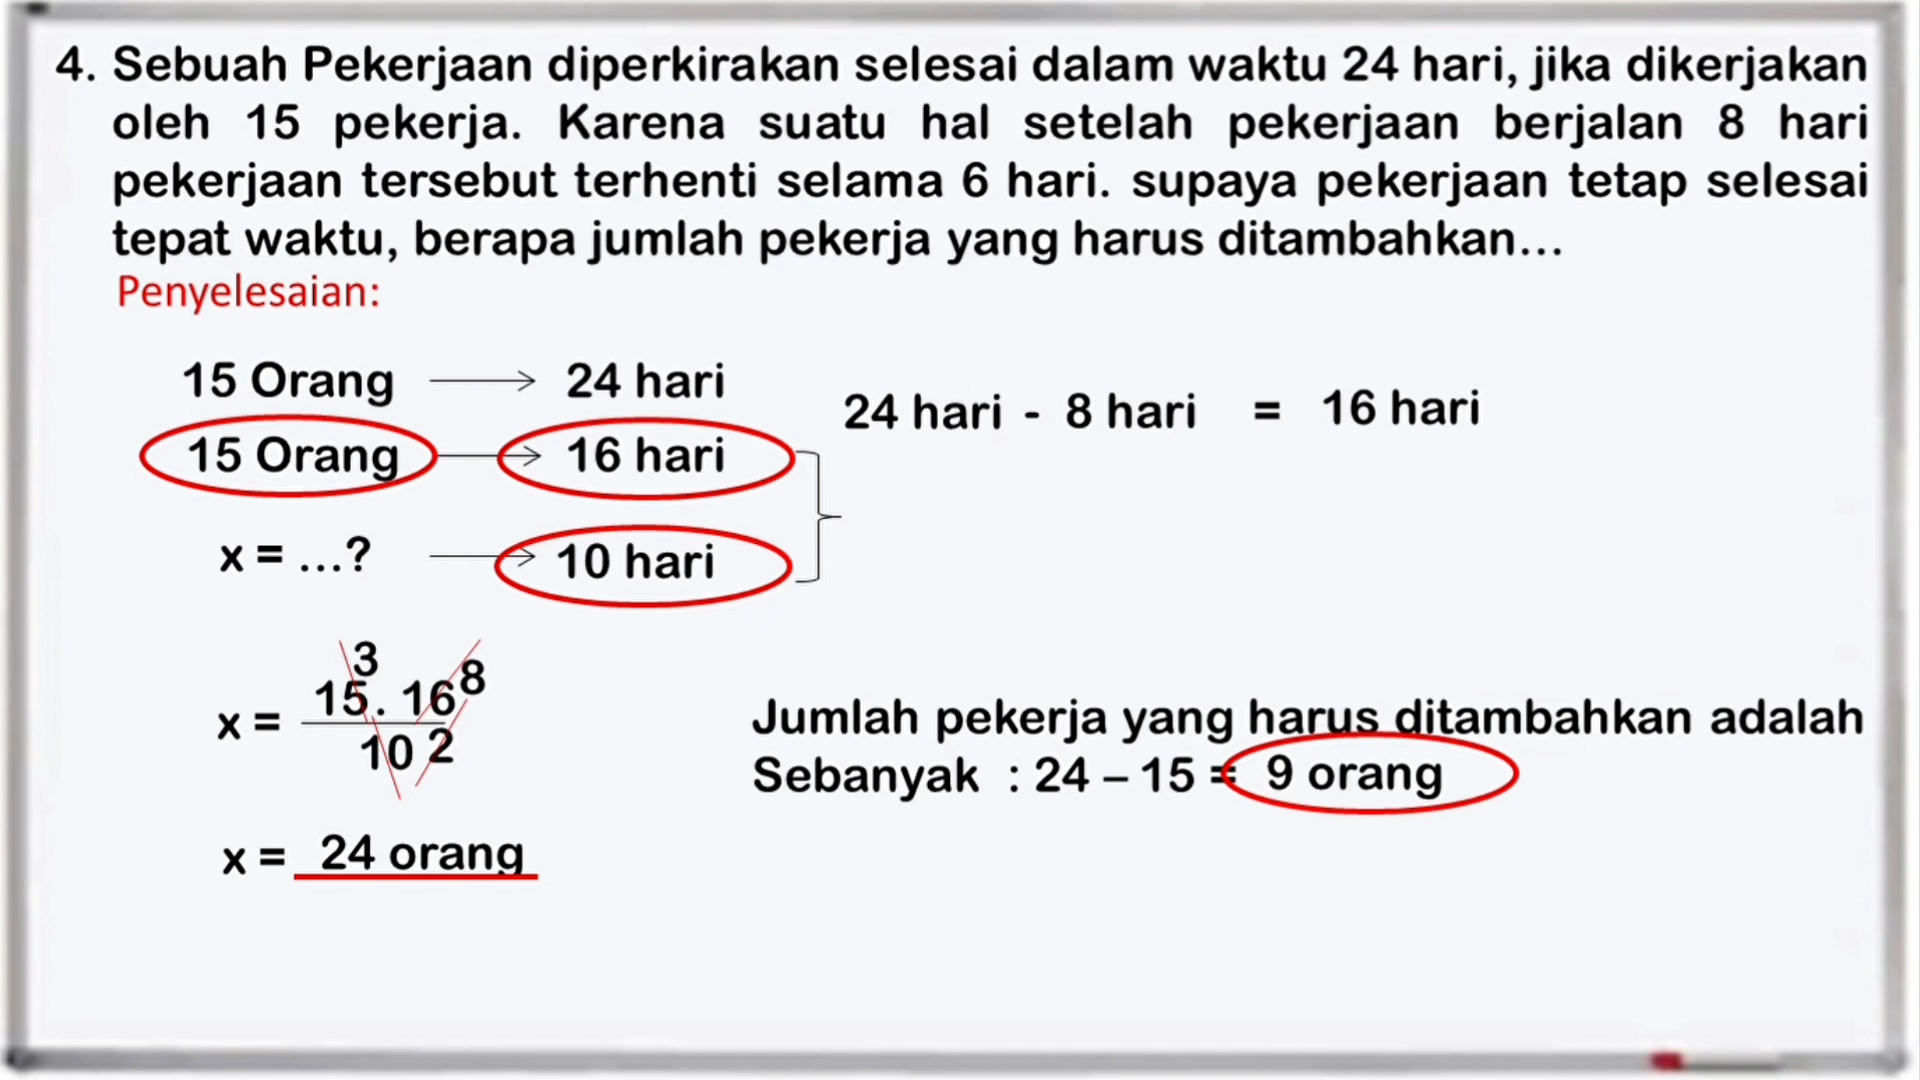 4. Sebuah Pekerjaan diperkirakan selesai dalam waktu 24 hari, jika dikerjakan
oleh 15 pekerja. Karena suatu hal setelah pekerjaan berjalan 8 hari
pekerjaan tersebut terhenti selama 6 hari. supaya pekerjaan tetap selesai
tepat waktu, berapa jumlah pekerja yang harus ditambahkan...
Penyelesaian:
15 Orang → 24 hari
24 hari - 8 hari = 16 hari
15 Orang → 16 hari
x = ...? → 10 hari
3
15. 16 8
x =
10 2
x = 24 orang
Jumlah pekerja yang harus ditambahkan adalah
Sebanyak : 24 – 15 = 9 orang